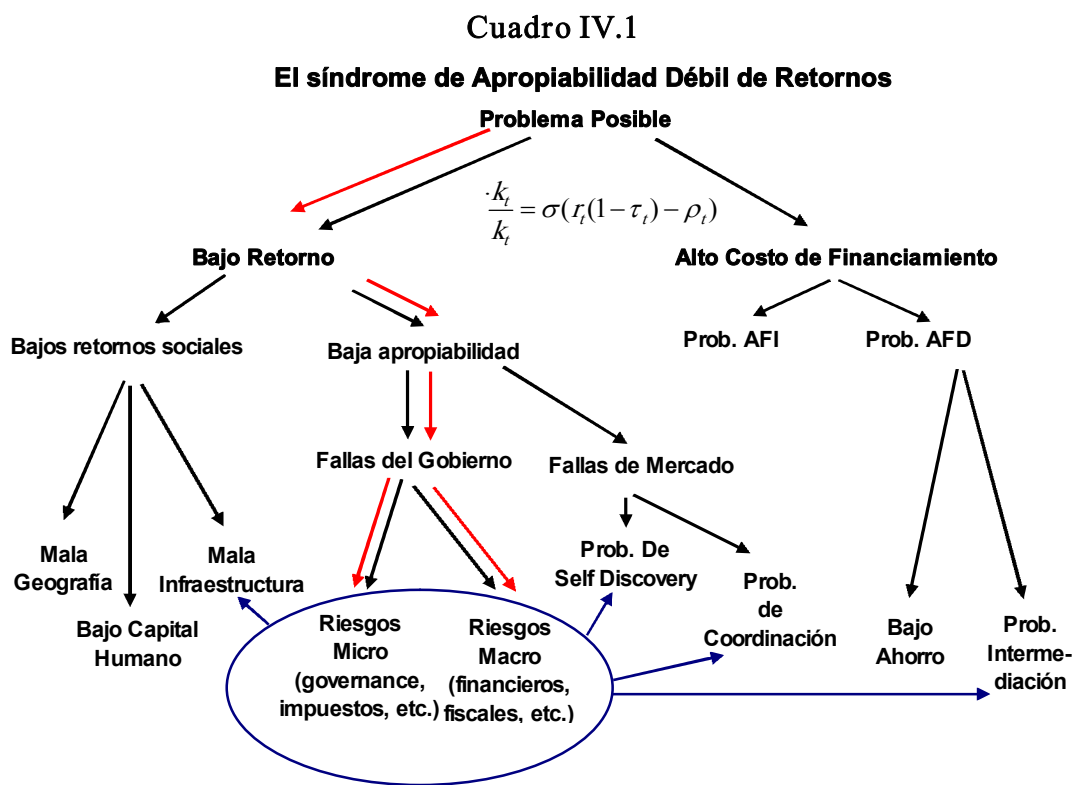 Cuadro IV.1
El síndrome de Apropiabilidad Débil de Retornos
Problema Posible
k̇_t / k_t = σ(r_t(1 − τ_t) − ρ_t)
Bajo Retorno
Alto Costo de Financiamiento
Bajos retornos sociales
Baja apropiabilidad
Prob. AFI
Prob. AFD
Fallas del Gobierno
Fallas de Mercado
Mala
Geografía
Mala
Infraestructura
Bajo Capital
Humano
Riesgos
Micro
(governance,
impuestos, etc.)
Riesgos
Macro
(financieros,
fiscales, etc.)
Prob. De
Self Discovery
Prob.
de
Coordinación
Bajo
Ahorro
Prob.
Interme-
diación